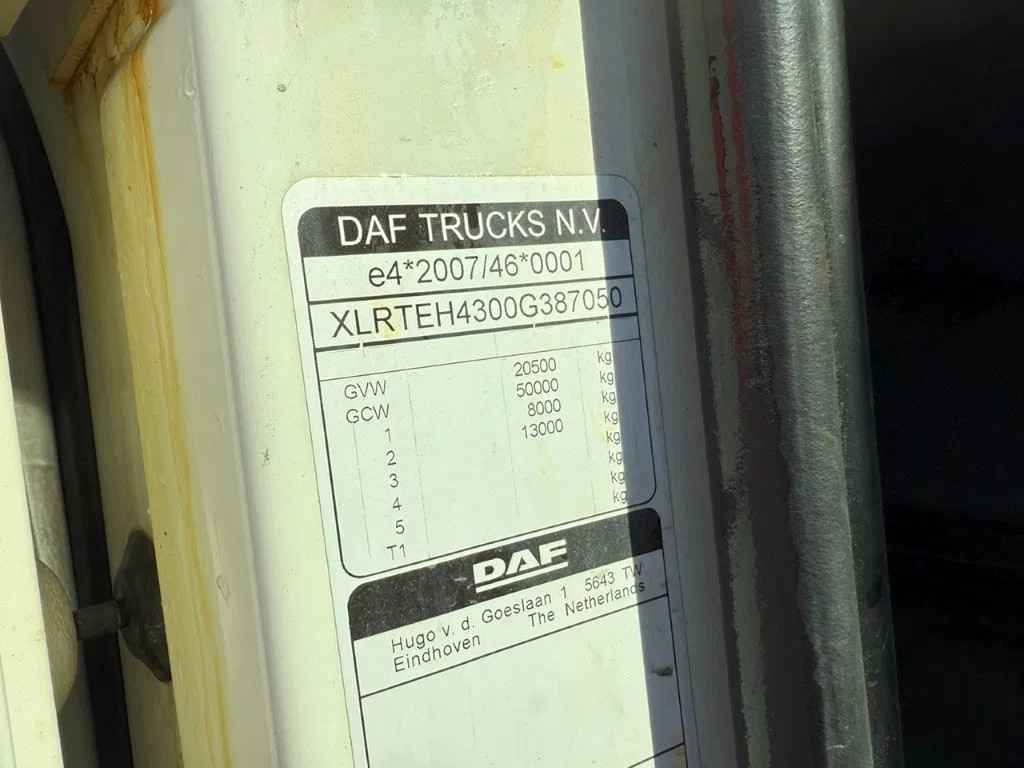 DAF TRUCKS N.V.
e4*2007/46*0001
XLRTEH4300G387050
GVW 20500 kg
GCW 50000 kg
1 8000 kg
2 13000 kg
3 kg
4 kg
5 kg
T1 kg
DAF
Hugo v. d. Goeslaan 1 5643 TW
Eindhoven The Netherlands